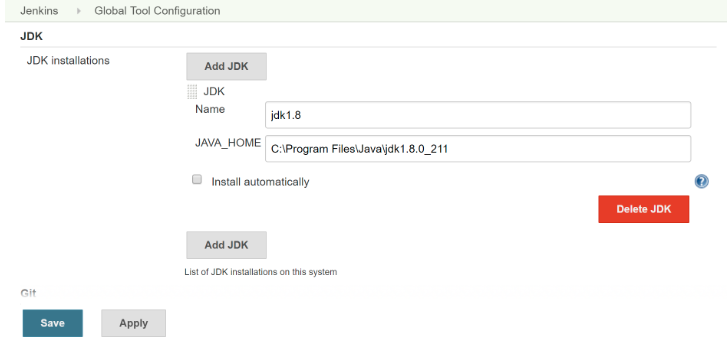 Jenkins Global Tool Configuration
JDK
JDK installations
Add JDK
JDK
Name
jdk1.8
JAVA_HOME
C:\Program Files\Java\jdk1.8.0_211
Install automatically
?
Delete JDK
Add JDK
List of JDK installations on this system
Git
Save Apply